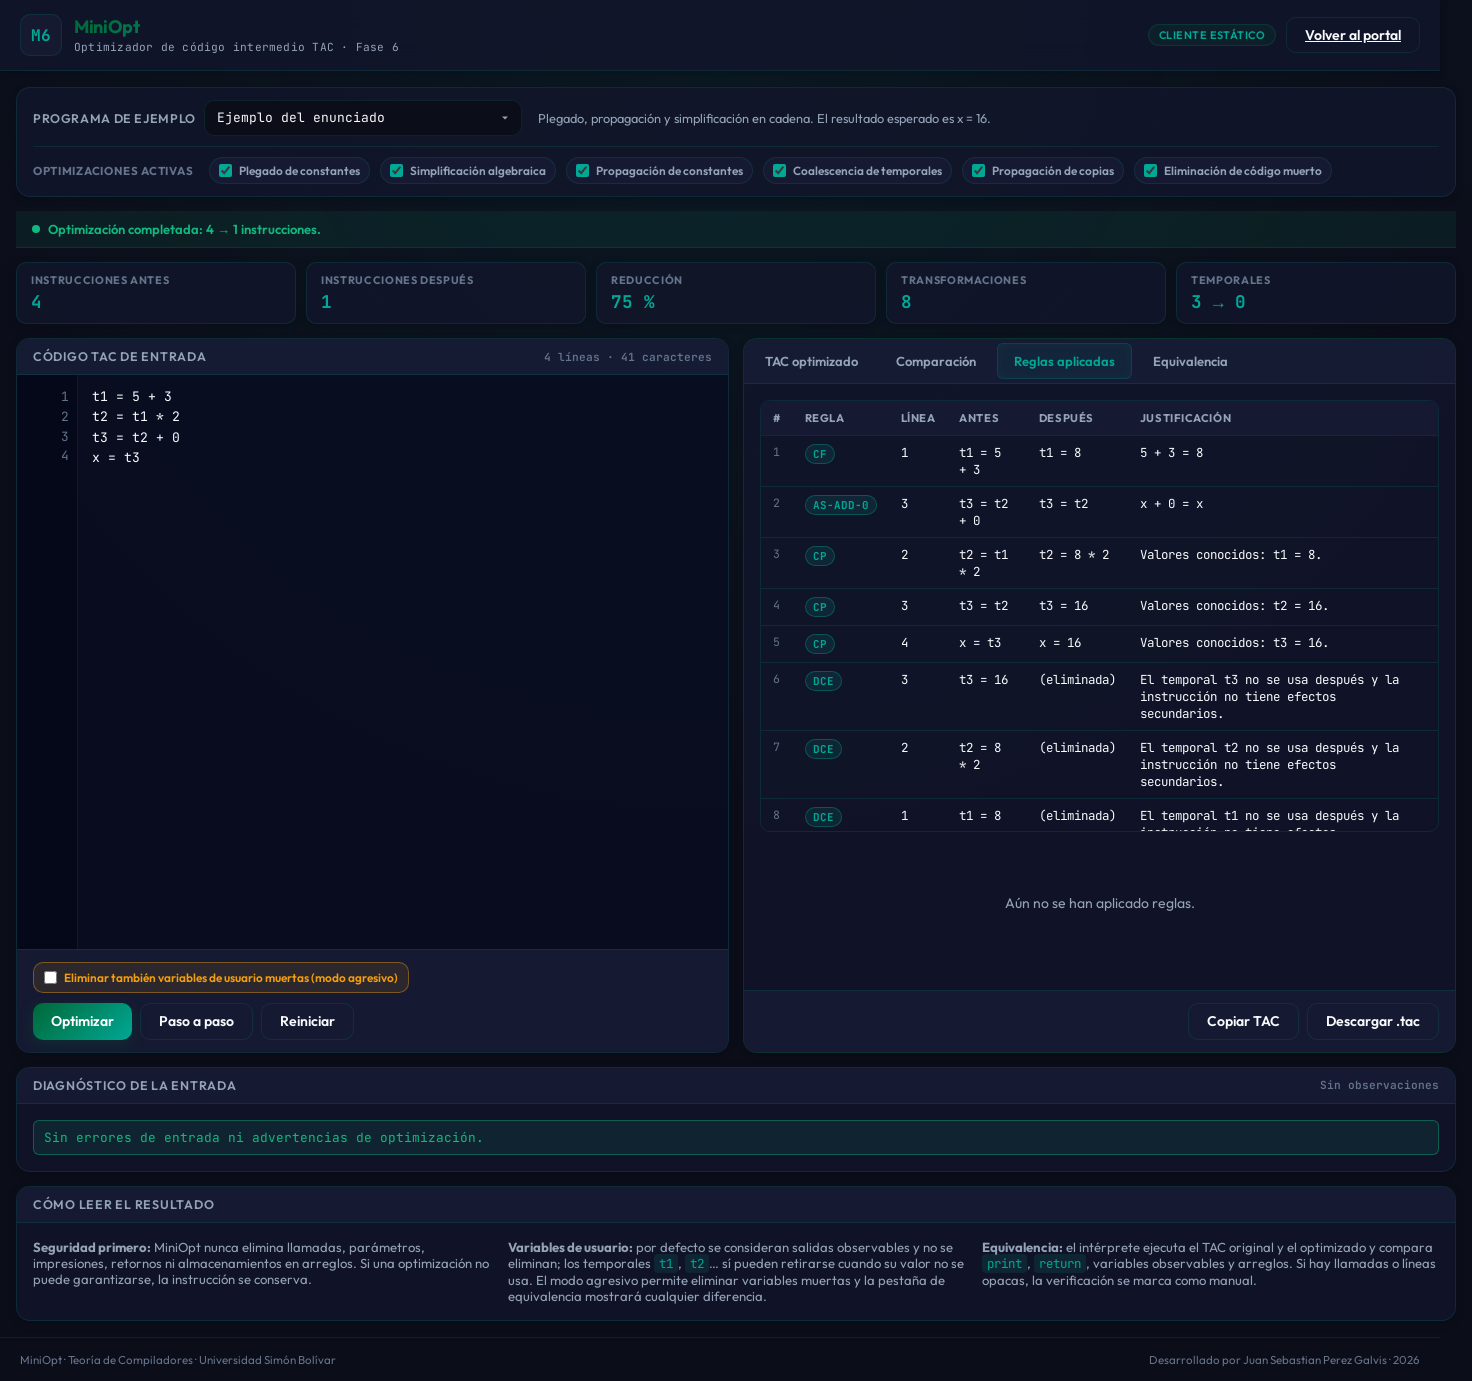 M6
MiniOpt
Optimizador de código intermedio TAC · Fase 6
CLIENTE ESTÁTICO
Volver al portal
PROGRAMA DE EJEMPLO
Ejemplo del enunciado
Plegado, propagación y simplificación en cadena. El resultado esperado es x = 16.
OPTIMIZACIONES ACTIVAS
Plegado de constantes
Simplificación algebraica
Propagación de constantes
Coalescencia de temporales
Propagación de copias
Eliminación de código muerto
Optimización completada: 4 → 1 instrucciones.
INSTRUCCIONES ANTES
4
INSTRUCCIONES DESPUÉS
1
REDUCCIÓN
75 %
TRANSFORMACIONES
8
TEMPORALES
3 → 0
CÓDIGO TAC DE ENTRADA
4 líneas · 41 caracteres
1 t1 = 5 + 3
2 t2 = t1 * 2
3 t3 = t2 + 0
4 x = t3
Eliminar también variables de usuario muertas (modo agresivo)
Optimizar
Paso a paso
Reiniciar
TAC optimizado
Comparación
Reglas aplicadas
Equivalencia
# REGLA LÍNEA ANTES DESPUÉS JUSTIFICACIÓN
1 CF 1 t1 = 5 t1 = 8 5 + 3 = 8
+ 3
2 AS-ADD-0 3 t3 = t2 t3 = t2 x + 0 = x
+ 0
3 CP 2 t2 = t1 t2 = 8 * 2 Valores conocidos: t1 = 8.
* 2
4 CP 3 t3 = t2 t3 = 16 Valores conocidos: t2 = 16.
5 CP 4 x = t3 x = 16 Valores conocidos: t3 = 16.
6 DCE 3 t3 = 16 (eliminada) El temporal t3 no se usa después y la
instrucción no tiene efectos
secundarios.
7 DCE 2 t2 = 8 (eliminada) El temporal t2 no se usa después y la
* 2 instrucción no tiene efectos
secundarios.
8 DCE 1 t1 = 8 (eliminada) El temporal t1 no se usa después y la
instrucción no tiene efectos
Aún no se han aplicado reglas.
Copiar TAC
Descargar .tac
DIAGNÓSTICO DE LA ENTRADA
Sin observaciones
Sin errores de entrada ni advertencias de optimización.
CÓMO LEER EL RESULTADO
Seguridad primero: MiniOpt nunca elimina llamadas, parámetros,
impresiones, retornos ni almacenamientos en arreglos. Si una optimización no
puede garantizarse, la instrucción se conserva.
Variables de usuario: por defecto se consideran salidas observables y no se
eliminan; los temporales t1, t2… sí pueden retirarse cuando su valor no se
usa. El modo agresivo permite eliminar variables muertas y la pestaña de
equivalencia mostrará cualquier diferencia.
Equivalencia: el intérprete ejecuta el TAC original y el optimizado y compara
print, return, variables observables y arreglos. Si hay llamadas o líneas
opacas, la verificación se marca como manual.
MiniOpt · Teoría de Compiladores · Universidad Simón Bolívar
Desarrollado por Juan Sebastian Perez Galvis · 2026